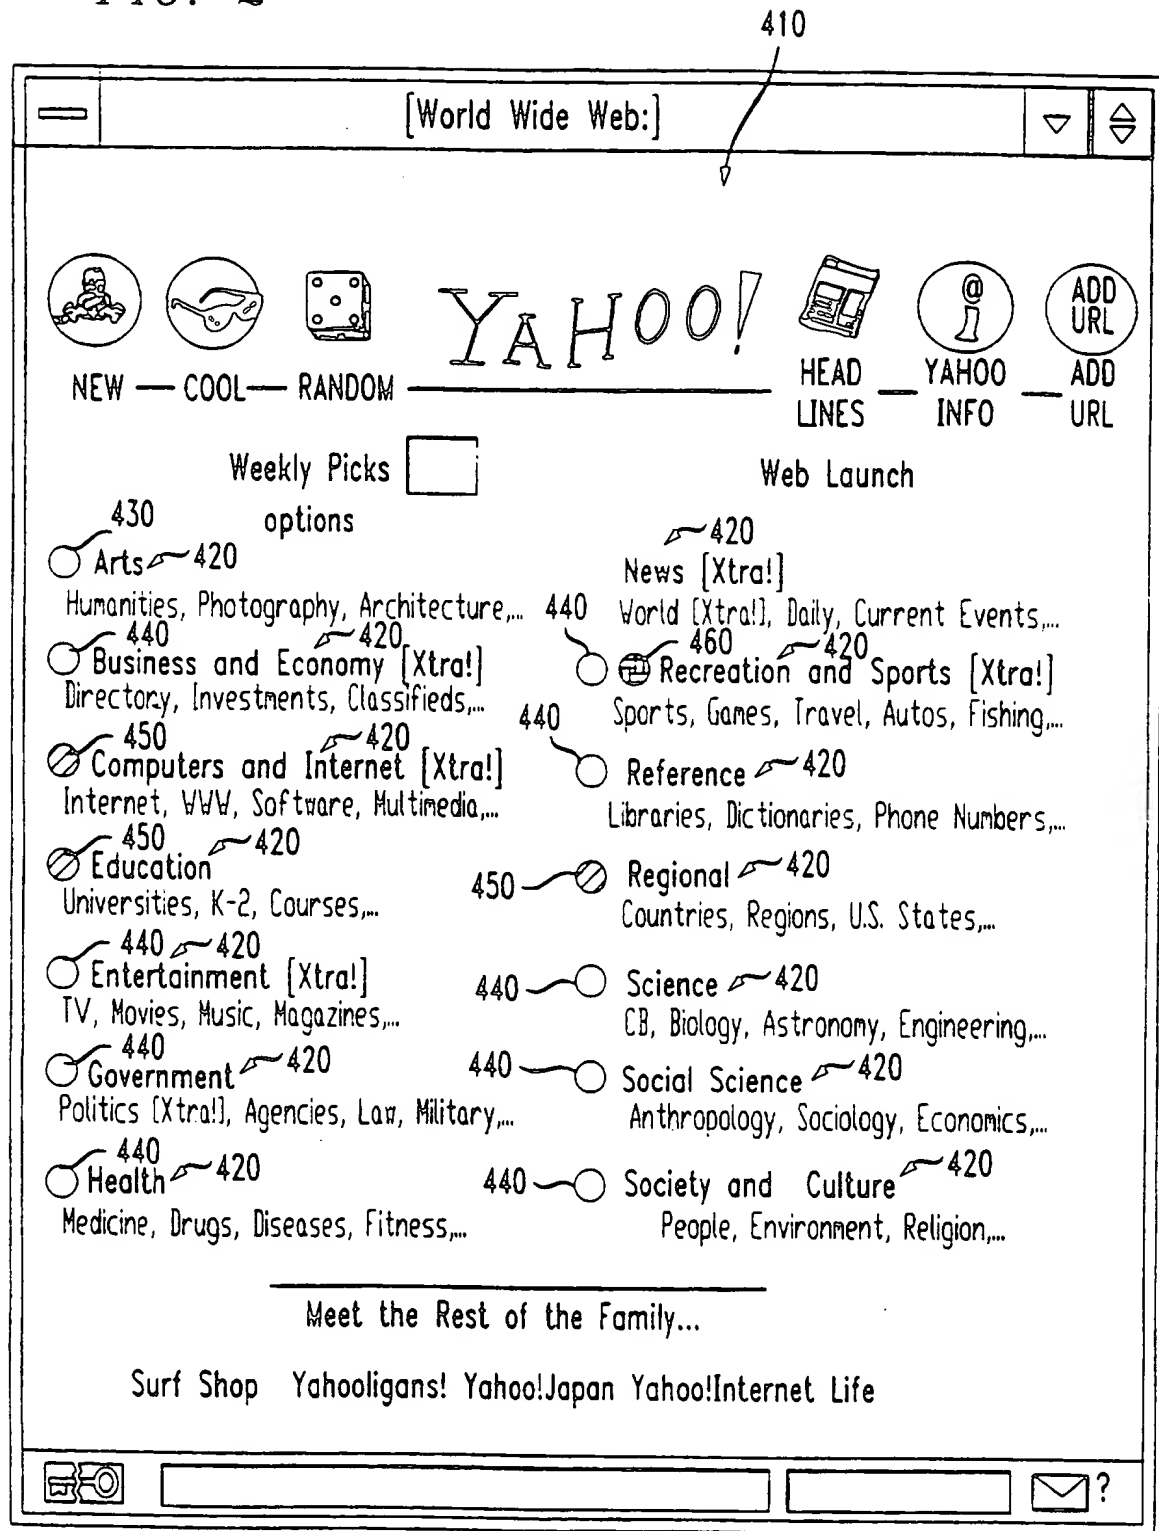 FIG. 2
410
[World Wide Web:]
YAHOO!
ADD
URL
NEW — COOL — RANDOM
HEAD
LINES
YAHOO
INFO
ADD
URL
Weekly Picks
options
Web Launch
430
Arts 420
Humanities, Photography, Architecture,...
440 420
Business and Economy [Xtra!]
Directory, Investments, Classifieds,...
450 420
Computers and Internet [Xtra!]
Internet, WWW, Software, Multimedia,...
450 420
Education
Universities, K-2, Courses,...
440 420
Entertainment [Xtra!]
TV, Movies, Music, Magazines,...
440
Government 420
Politics [Xtra!], Agencies, Law, Military,...
440
Health 420
Medicine, Drugs, Diseases, Fitness,...
420
News [Xtra!]
World [Xtra!], Daily, Current Events,...
440 460 420
Recreation and Sports [Xtra!]
Sports, Games, Travel, Autos, Fishing,...
440
Reference 420
Libraries, Dictionaries, Phone Numbers,...
450 Regional 420
Countries, Regions, U.S. States,...
440 Science 420
CB, Biology, Astronomy, Engineering,...
440 Social Science 420
Anthropology, Sociology, Economics,...
440 Society and Culture 420
People, Environment, Religion,...
Meet the Rest of the Family...
Surf Shop Yahooligans! Yahoo!Japan Yahoo!Internet Life
?